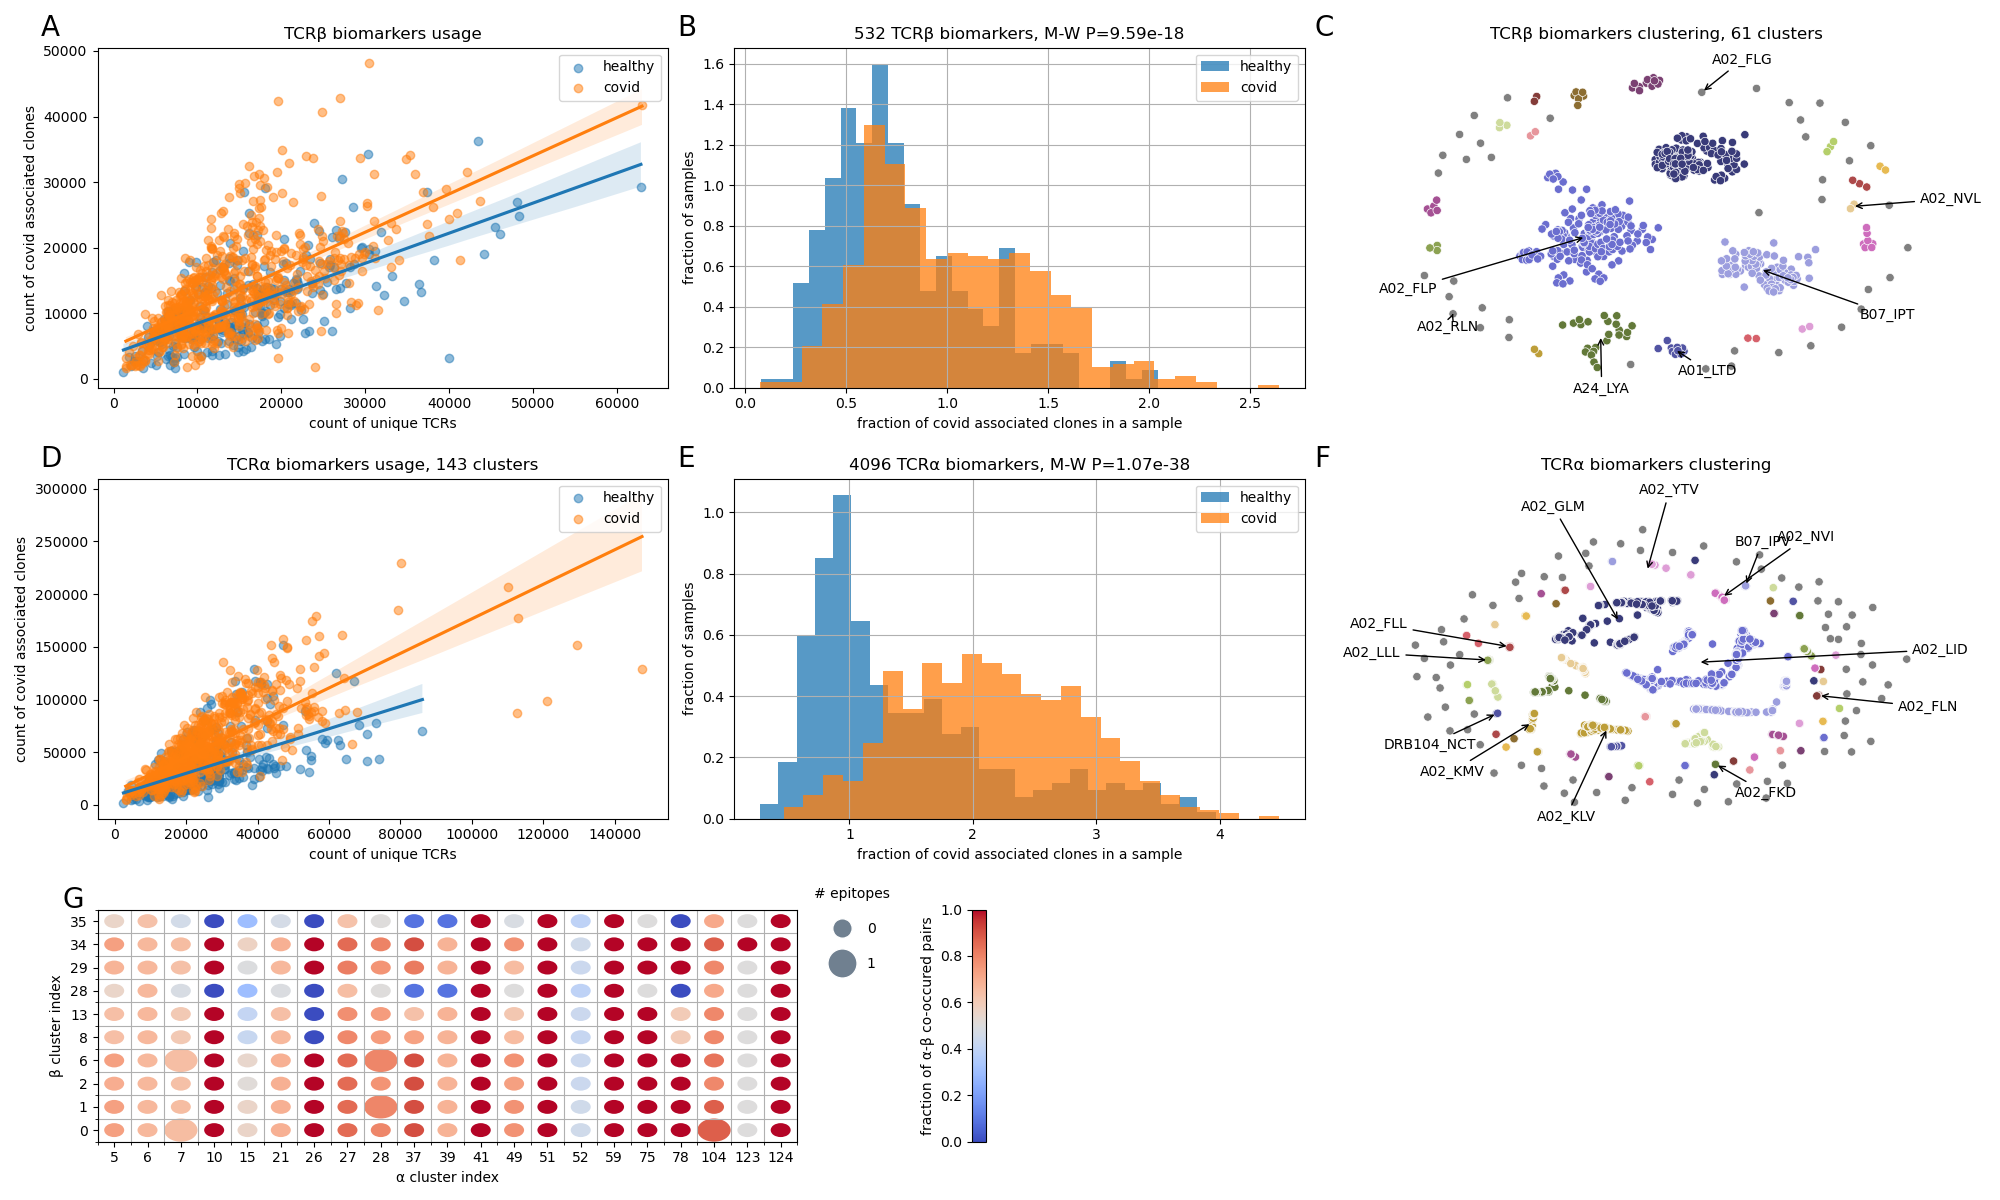 A
TCRβ biomarkers usage
50000
40000
30000
20000
10000
0
count of covid associated clones
healthy
covid
0 10000 20000 30000 40000 50000 60000
count of unique TCRs
B
532 TCRβ biomarkers, M-W P=9.59e-18
1.6
1.4
1.2
1.0
0.8
0.6
0.4
0.2
0.0
fraction of samples
healthy
covid
0.0 0.5 1.0 1.5 2.0 2.5
fraction of covid associated clones in a sample
C
TCRβ biomarkers clustering, 61 clusters
A02_FLG
A02_NVL
A02_FLP
B07_IPT
A02_RLN
A01_LTD
A24_LYA
D
TCRα biomarkers usage, 143 clusters
300000
250000
200000
150000
100000
50000
0
count of covid associated clones
healthy
covid
0 20000 40000 60000 80000 100000 120000 140000
count of unique TCRs
E
4096 TCRα biomarkers, M-W P=1.07e-38
1.0
0.8
0.6
0.4
0.2
0.0
fraction of samples
healthy
covid
1 2 3 4
fraction of covid associated clones in a sample
F
TCRα biomarkers clustering
A02_YTV
A02_GLM
B07_IPV
A02_NVI
A02_FLL
A02_LLL
A02_LID
A02_FLN
DRB104_NCT
A02_KMV
A02_FKD
A02_KLV
G
35
34
29
28
13
8
6
2
1
0
β cluster index
5 6 7 10 15 21 26 27 28 37 39 41 49 51 52 59 75 78 104 123 124
α cluster index
# epitopes
0
1
1.0
0.8
0.6
0.4
0.2
0.0
fraction of α-β co-occured pairs